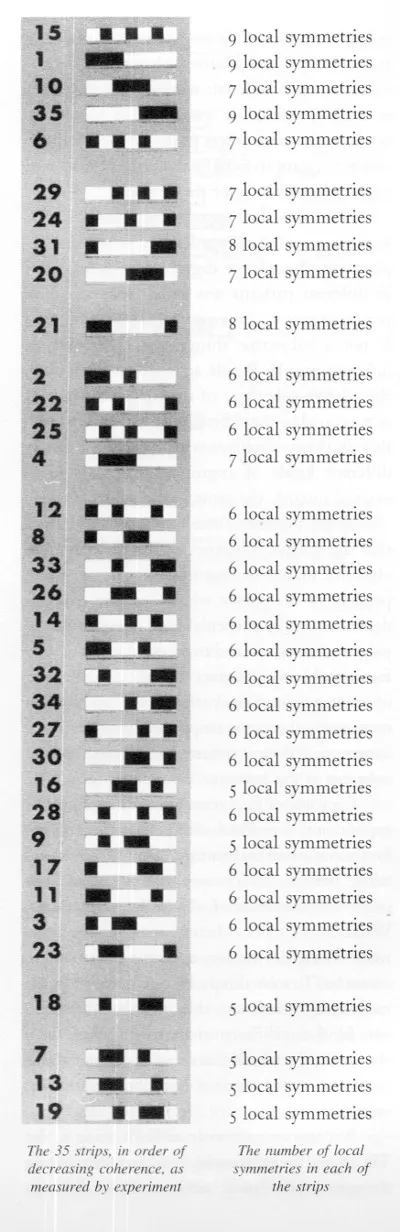 15 9 local symmetries
1 9 local symmetries
10 7 local symmetries
35 9 local symmetries
6 7 local symmetries
29 7 local symmetries
24 7 local symmetries
31 8 local symmetries
20 7 local symmetries
21 8 local symmetries
2 6 local symmetries
22 6 local symmetries
25 6 local symmetries
4 7 local symmetries
12 6 local symmetries
8 6 local symmetries
33 6 local symmetries
26 6 local symmetries
14 6 local symmetries
5 6 local symmetries
32 6 local symmetries
34 6 local symmetries
27 6 local symmetries
30 6 local symmetries
16 5 local symmetries
28 6 local symmetries
9 5 local symmetries
17 6 local symmetries
11 6 local symmetries
3 6 local symmetries
23 6 local symmetries
18 5 local symmetries
7 5 local symmetries
13 5 local symmetries
19 5 local symmetries
The 35 strips, in order of
decreasing coherence, as
measured by experiment
The number of local
symmetries in each of
the strips